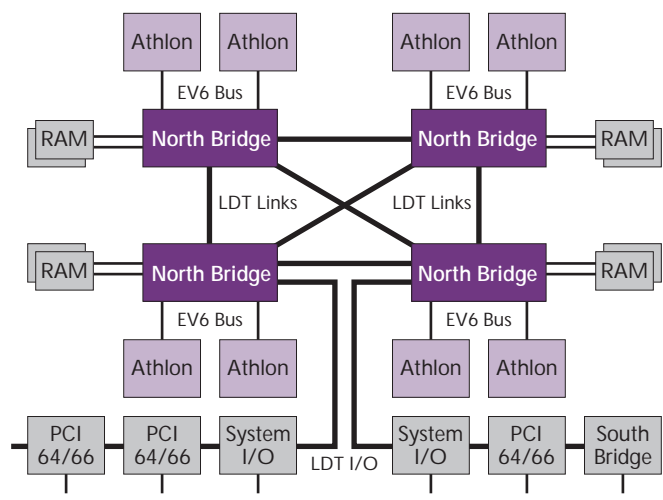 Athlon Athlon Athlon Athlon
EV6 Bus EV6 Bus
RAM North Bridge North Bridge RAM
LDT Links LDT Links
RAM North Bridge North Bridge RAM
EV6 Bus EV6 Bus
Athlon Athlon Athlon Athlon
PCI PCI System System PCI South
64/66 64/66 I/O I/O 64/66 Bridge
LDT I/O